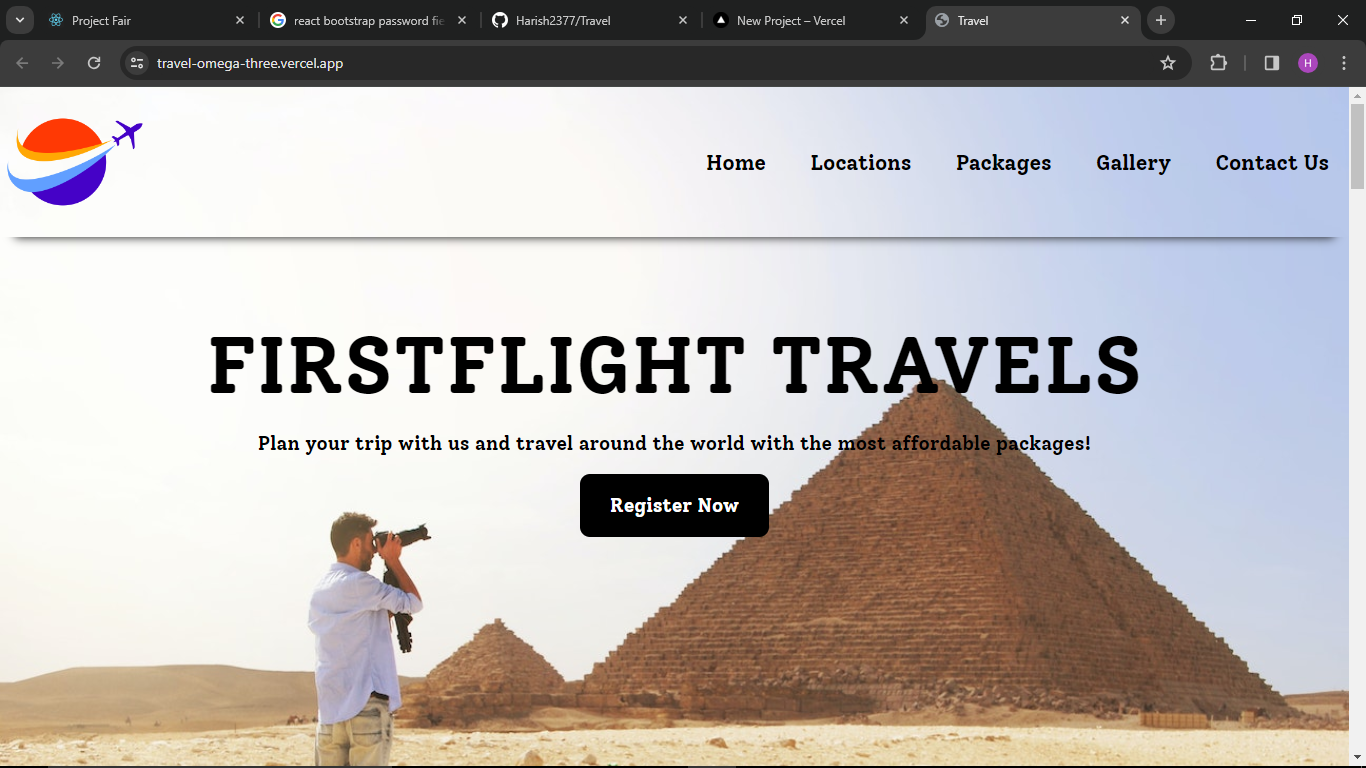 Project Fair
react bootstrap password fie
Harish2377/Travel
New Project – Vercel
Travel
travel-omega-three.vercel.app
H
Home Locations Packages Gallery Contact Us
FIRSTFLIGHT TRAVELS
Plan your trip with us and travel around the world with the most affordable packages!
Register Now